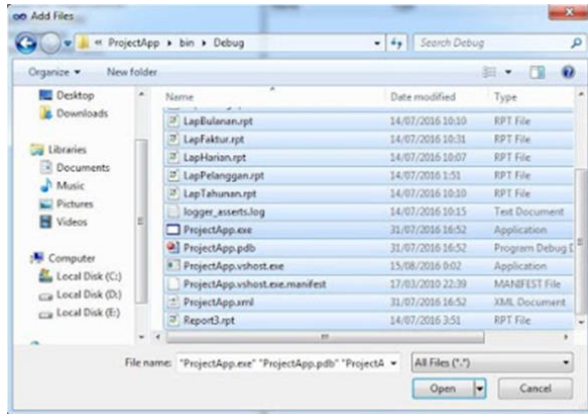 Add Files
« ProjectApp ▸ bin ▸ Debug
Search Debug
Organize
New folder
Desktop
Downloads
Libraries
Documents
Music
Pictures
Videos
Computer
Local Disk (C:)
Local Disk (D:)
Local Disk (E:)
Name Date modified Type
LapBulanan.rpt 14/07/2016 10:10 RPT File
LapFaktur.rpt 14/07/2016 10:31 RPT File
LapHarian.rpt 14/07/2016 10:07 RPT File
LapPelanggan.rpt 14/07/2016 1:51 RPT File
LapTahunan.rpt 14/07/2016 10:10 RPT File
logger_asserts.log 14/07/2016 10:15 Text Document
ProjectApp.exe 31/07/2016 16:52 Application
ProjectApp.pdb 31/07/2016 16:52 Program Debug D
ProjectApp.vshost.exe 15/08/2016 0:02 Application
ProjectApp.vshost.exe.manifest 17/03/2010 22:39 MANIFEST File
ProjectApp.xml 31/07/2016 16:52 XML Document
Report3.rpt 14/07/2016 3:51 RPT File
File name: "ProjectApp.exe" "ProjectApp.pdb" "ProjectA
All Files (*.*)
Open Cancel